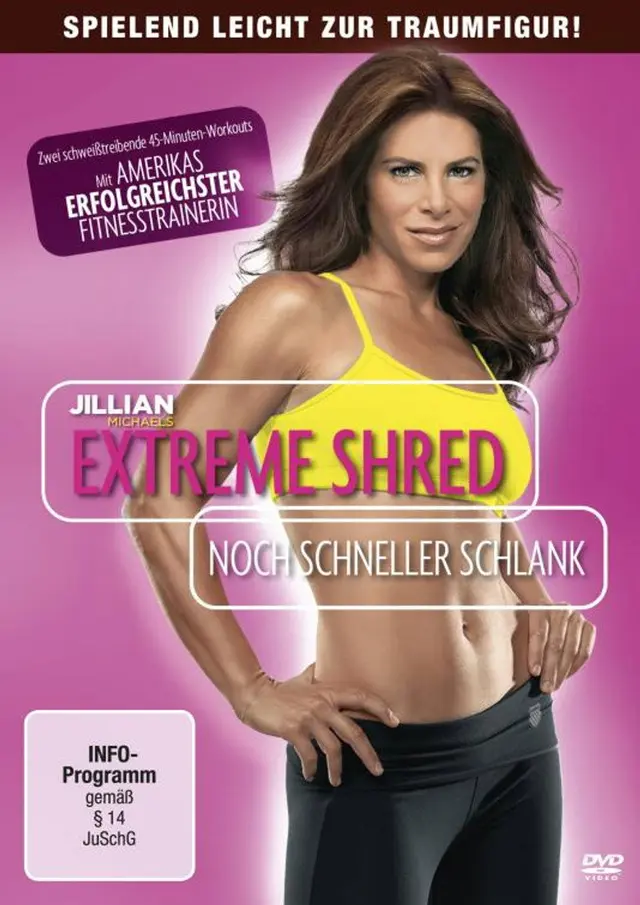 SPIELEND LEICHT ZUR TRAUMFIGUR!
Zwei schweißtreibende 45-Minuten-Workouts
Mit AMERIKAS
ERFOLGREICHSTER
FITNESSTRAINERIN
JILLIAN
MICHAELS
EXTREME SHRED
NOCH SCHNELLER SCHLANK
INFO-
Programm
gemäß
§ 14
JuSchG
DVD
VIDEO